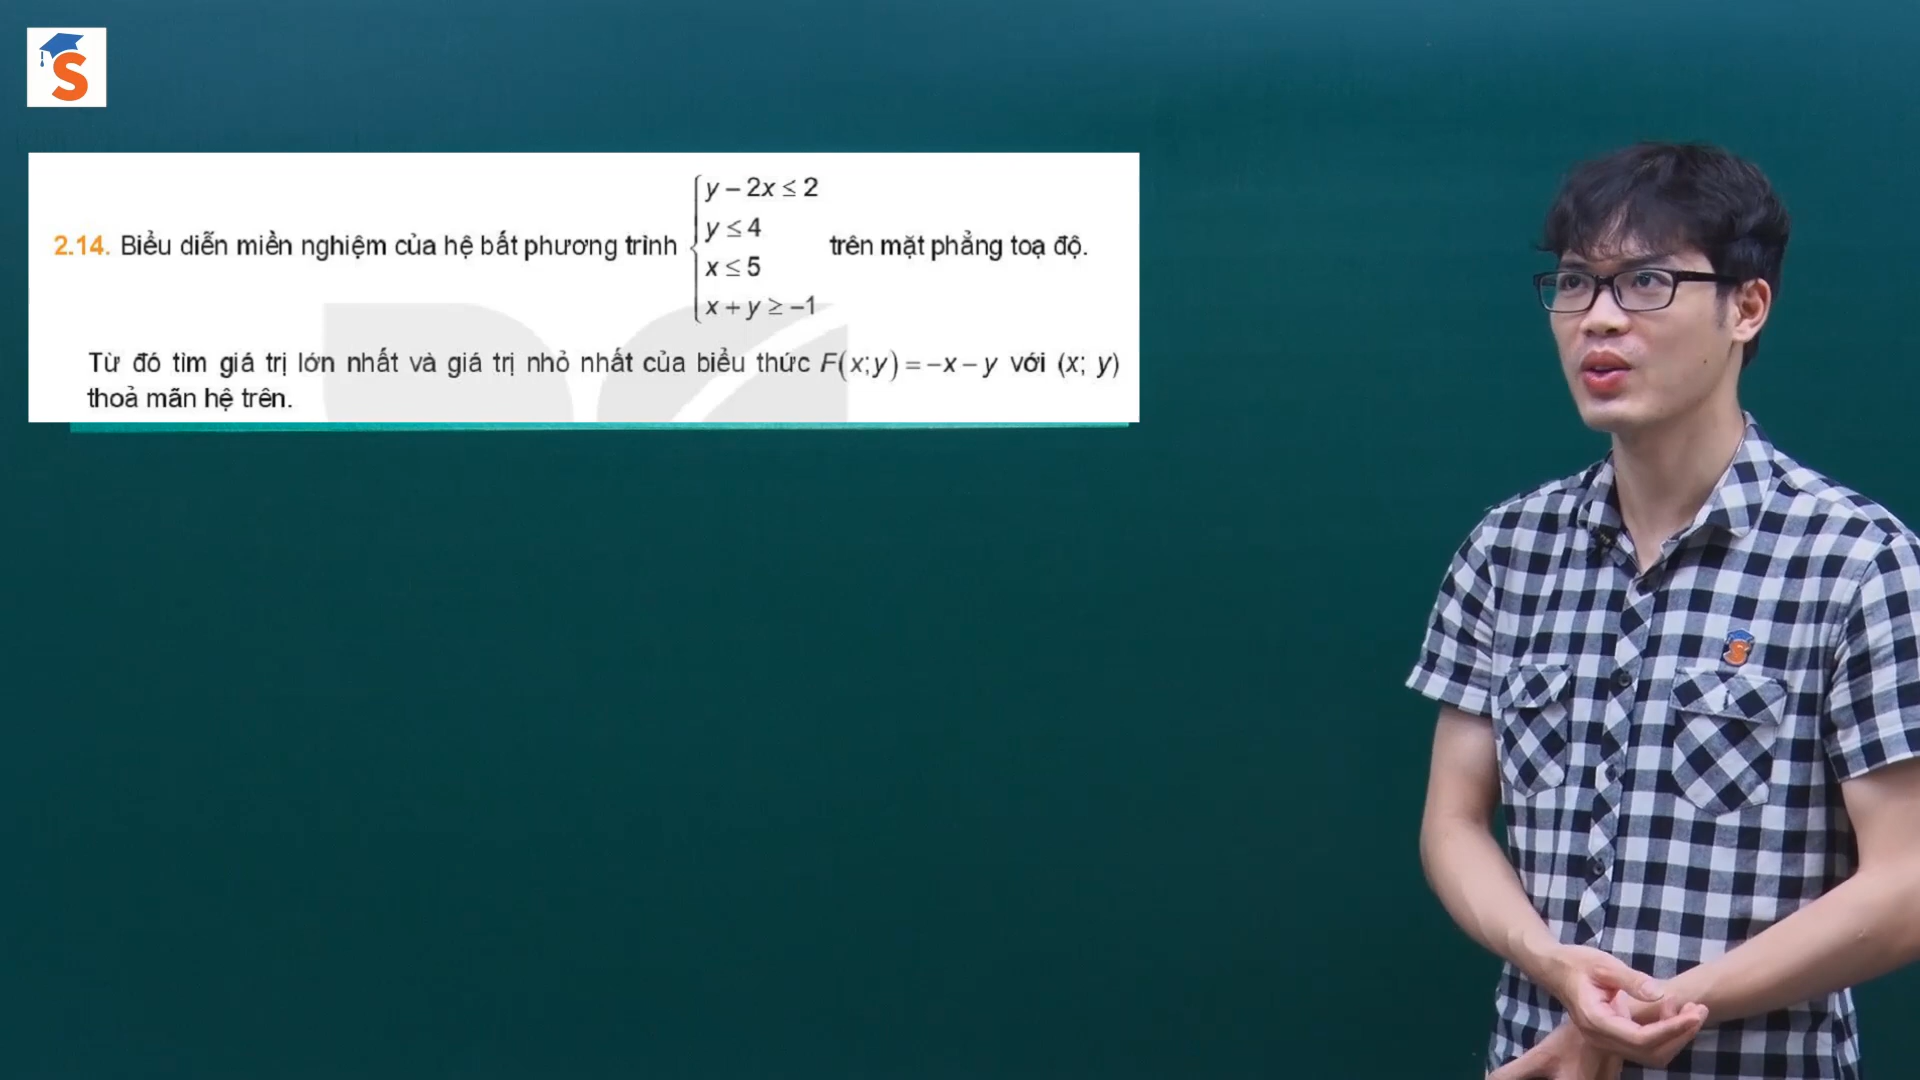 S
2.14. Biểu diễn miền nghiệm của hệ bất phương trình { y – 2x ≤ 2
y ≤ 4
x ≤ 5
x + y ≥ –1 trên mặt phẳng toạ độ.
Từ đó tìm giá trị lớn nhất và giá trị nhỏ nhất của biểu thức F(x;y) = –x – y với (x; y)
thoả mãn hệ trên.
S